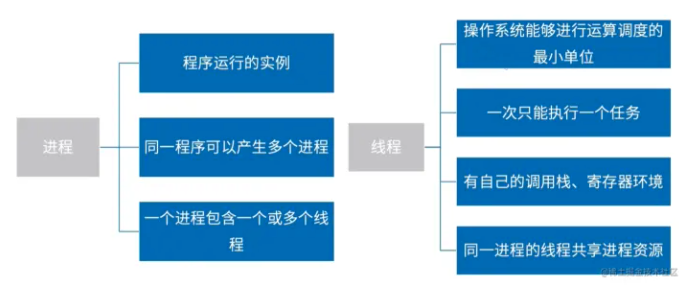 进程
程序运行的实例
同一程序可以产生多个进程
一个进程包含一个或多个线
程
线程
操作系统能够进行运算调度的
最小单位
一次只能执行一个任务
有自己的调用栈、寄存器环境
同一进程的线程共享进程资源
@稀土掘金技术社区